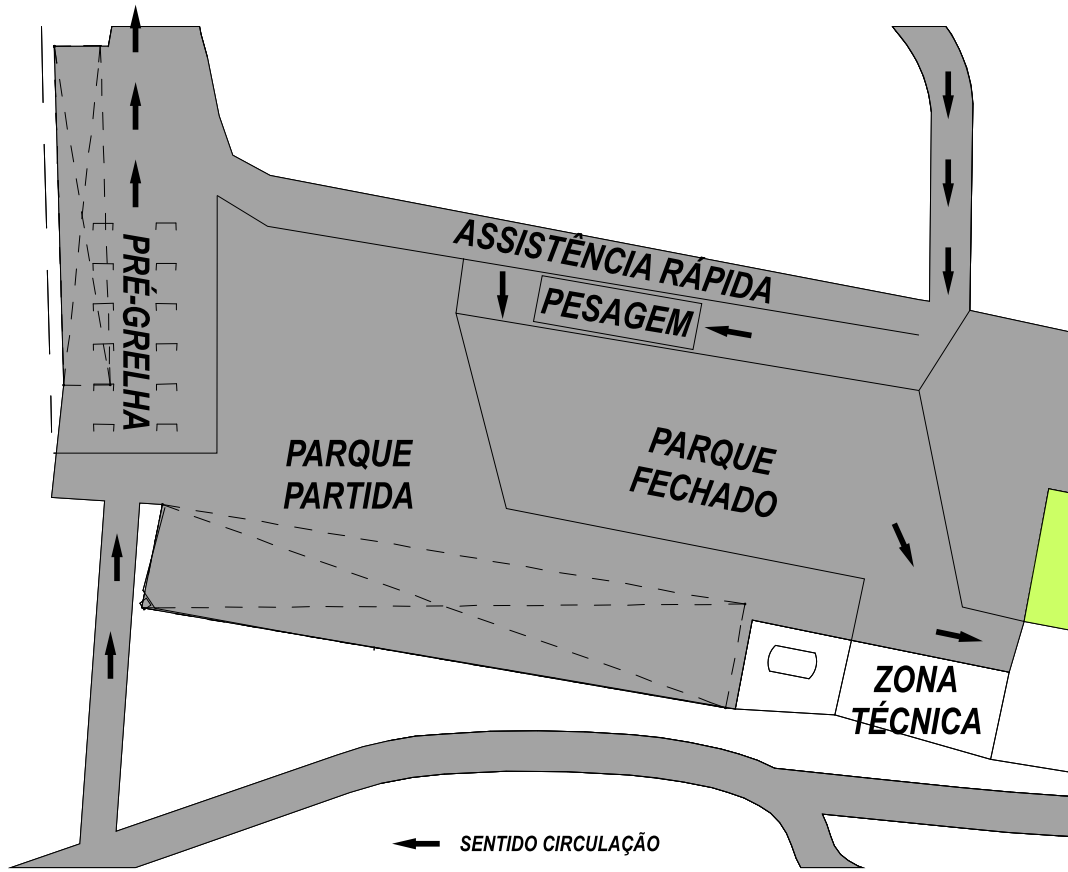 ASSISTÊNCIA RÁPIDA
PESAGEM
PRÉ-GRELHA
PARQUE
PARTIDA
PARQUE
FECHADO
ZONA
TÉCNICA
SENTIDO CIRCULAÇÃO